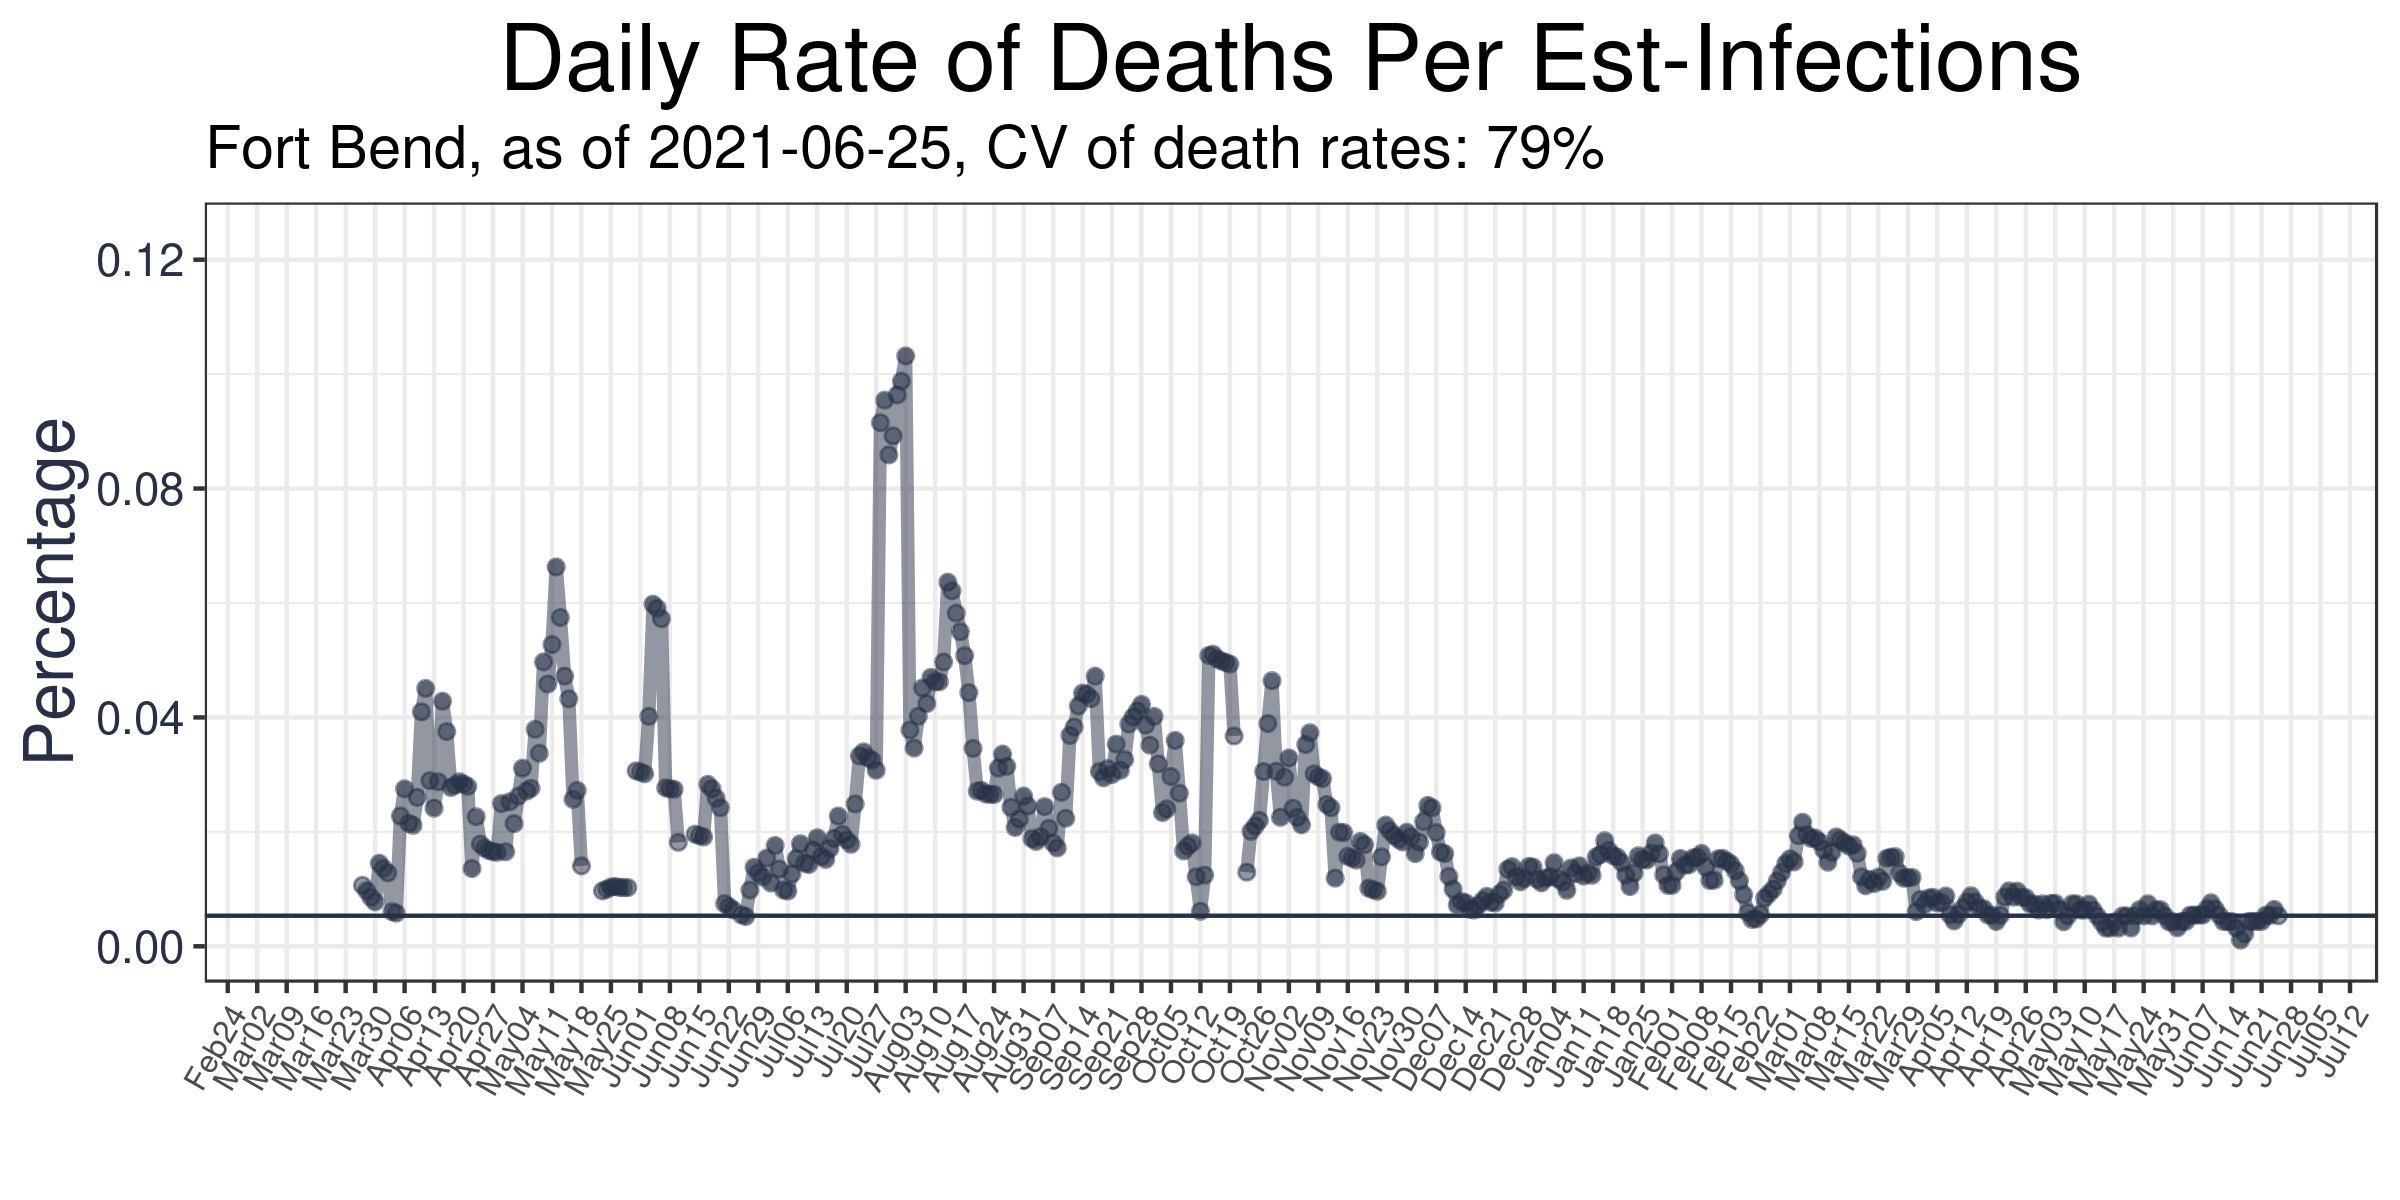 Daily Rate of Deaths Per Est-Infections
Fort Bend, as of 2021-06-25, CV of death rates: 79%
Percentage
0.12
0.08
0.04
0.00
Feb24
Mar02
Mar09
Mar16
Mar23
Mar30
Apr06
Apr13
Apr20
Apr27
May04
May11
May18
May25
Jun01
Jun08
Jun15
Jun22
Jun29
Jul06
Jul13
Jul20
Jul27
Aug03
Aug10
Aug17
Aug24
Aug31
Sep07
Sep14
Sep21
Sep28
Oct05
Oct12
Oct19
Oct26
Nov02
Nov09
Nov16
Nov23
Nov30
Dec07
Dec14
Dec21
Dec28
Jan04
Jan11
Jan18
Jan25
Feb01
Feb08
Feb15
Feb22
Mar01
Mar08
Mar15
Mar22
Mar29
Apr05
Apr12
Apr19
Apr26
May03
May10
May17
May24
May31
Jun07
Jun14
Jun21
Jun28
Jul05
Jul12